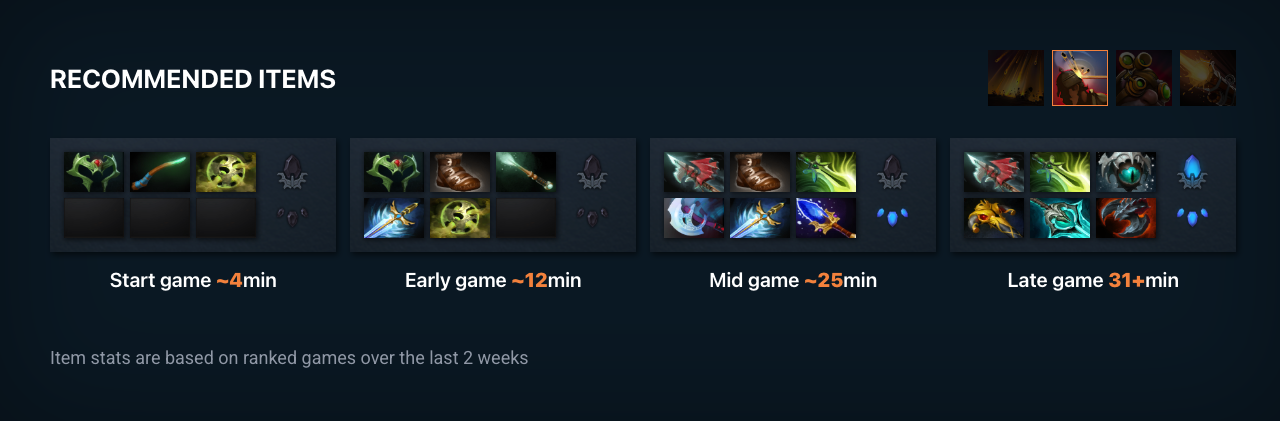 RECOMMENDED ITEMS
Start game ~4min
Early game ~12min
Mid game ~25min
Late game 31+min
Item stats are based on ranked games over the last 2 weeks